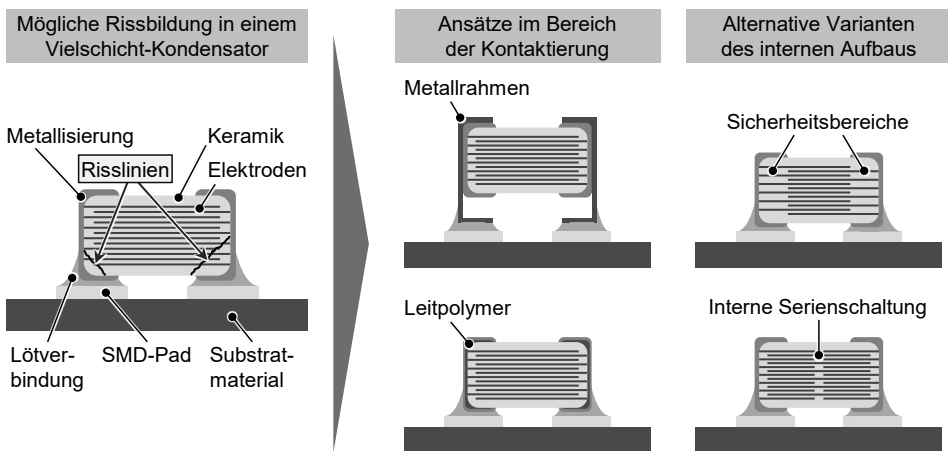 Mögliche Rissbildung in einem
Vielschicht-Kondensator
Metallisierung
Keramik
Risslinien
Elektroden
Lötver-
bindung
SMD-Pad
Substrat-
material
Ansätze im Bereich
der Kontaktierung
Metallrahmen
Leitpolymer
Alternative Varianten
des internen Aufbaus
Sicherheitsbereiche
Interne Serienschaltung